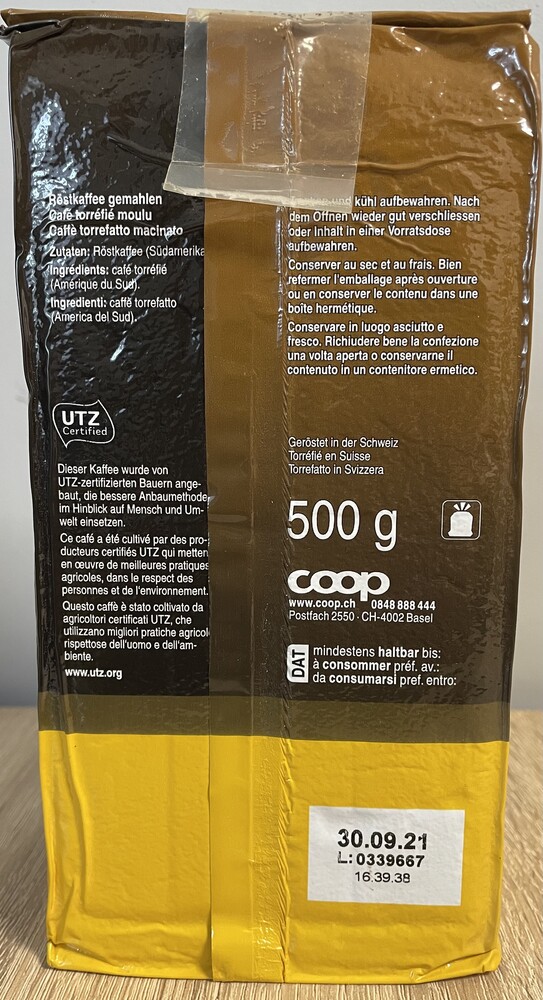 Röstkaffee gemahlen
Café torréfié moulu
Caffè torrefatto macinato
Zutaten: Röstkaffee (Südamerika
Ingrédients: café torréfié
(Amérique du Sud).
Ingredienti: caffè torrefatto
(America del Sud).
UTZ
Certified
Dieser Kaffee wurde von
UTZ-zertifizierten Bauern ange-
baut, die bessere Anbaumethode
im Hinblick auf Mensch und Um-
welt einsetzen.
Ce café a été cultivé par des pro-
ducteurs certifiés UTZ qui metten
en œuvre de meilleures pratiques
agricoles, dans le respect des
personnes et de l'environnement.
Questo caffè è stato coltivato da
agricoltori certificati UTZ, che
utilizzano migliori pratiche agricol
rispettose dell'uomo e dell'am-
biente.
www.utz.org
und kühl aufbewahren. Nach
dem Öffnen wieder gut verschliessen
oder Inhalt in einer Vorratsdose
aufbewahren.
Conserver au sec et au frais. Bien
refermer l'emballage après ouverture
ou en conserver le contenu dans une
boîte hermétique.
Conservare in luogo asciutto e
fresco. Richiudere bene la confezione
una volta aperta o conservarne il
contenuto in un contenitore ermetico.
Geröstet in der Schweiz
Torréfié en Suisse
Torrefatto in Svizzera
500 g
coop
www.coop.ch 0848 888 444
Postfach 2550 · CH-4002 Basel
DAT
mindestens haltbar bis:
à consommer préf. av.:
da consumarsi pref. entro:
30.09.21
L:0339667
16.39.38